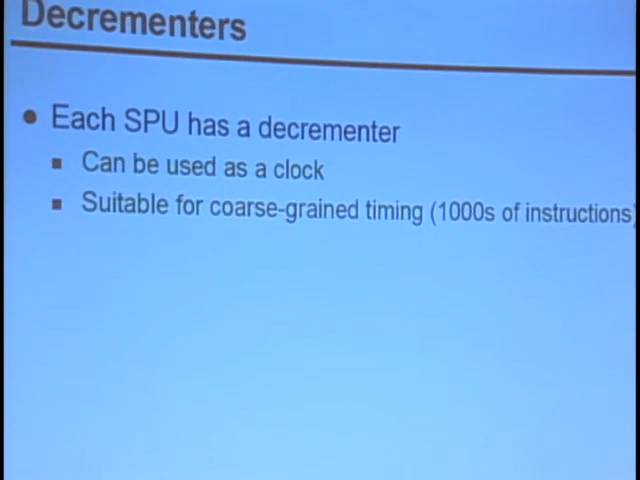 Decrementers
● Each SPU has a decrementer
■ Can be used as a clock
■ Suitable for coarse-grained timing (1000s of instructions)